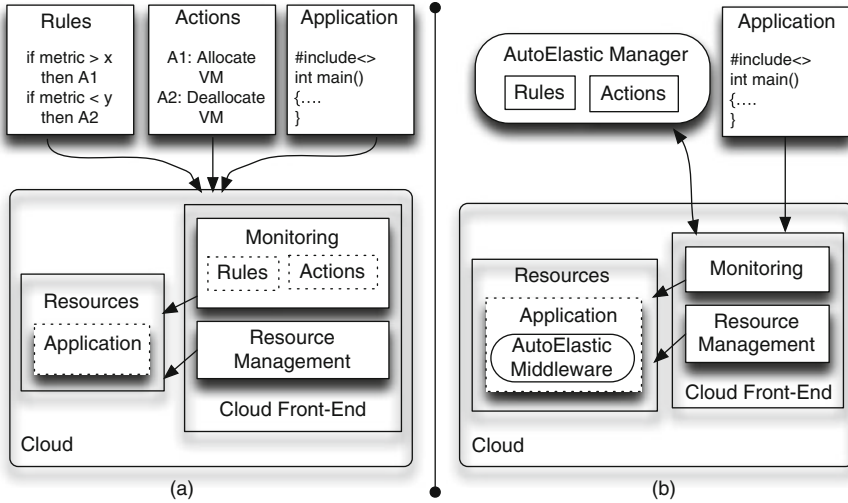 Rules
if metric > x
then A1
if metric < y
then A2
Actions
A1: Allocate
VM
A2: Deallocate
VM
Application
#include<>
int main()
{....
}
Monitoring
Rules
Actions
Resources
Application
Resource
Management
Cloud Front-End
Cloud
(a)
AutoElastic Manager
Rules
Actions
Application
#include<>
int main()
{....
}
Resources
Application
AutoElastic
Middleware
Monitoring
Resource
Management
Cloud Front-End
Cloud
(b)